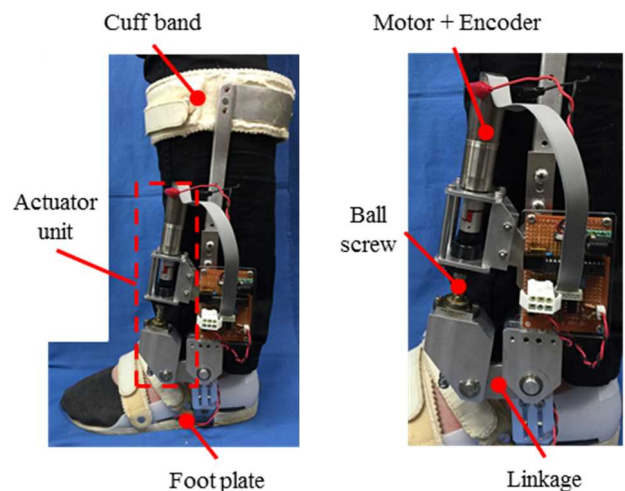 Cuff band
Motor + Encoder
Actuator
unit
Ball
screw
Foot plate
Linkage